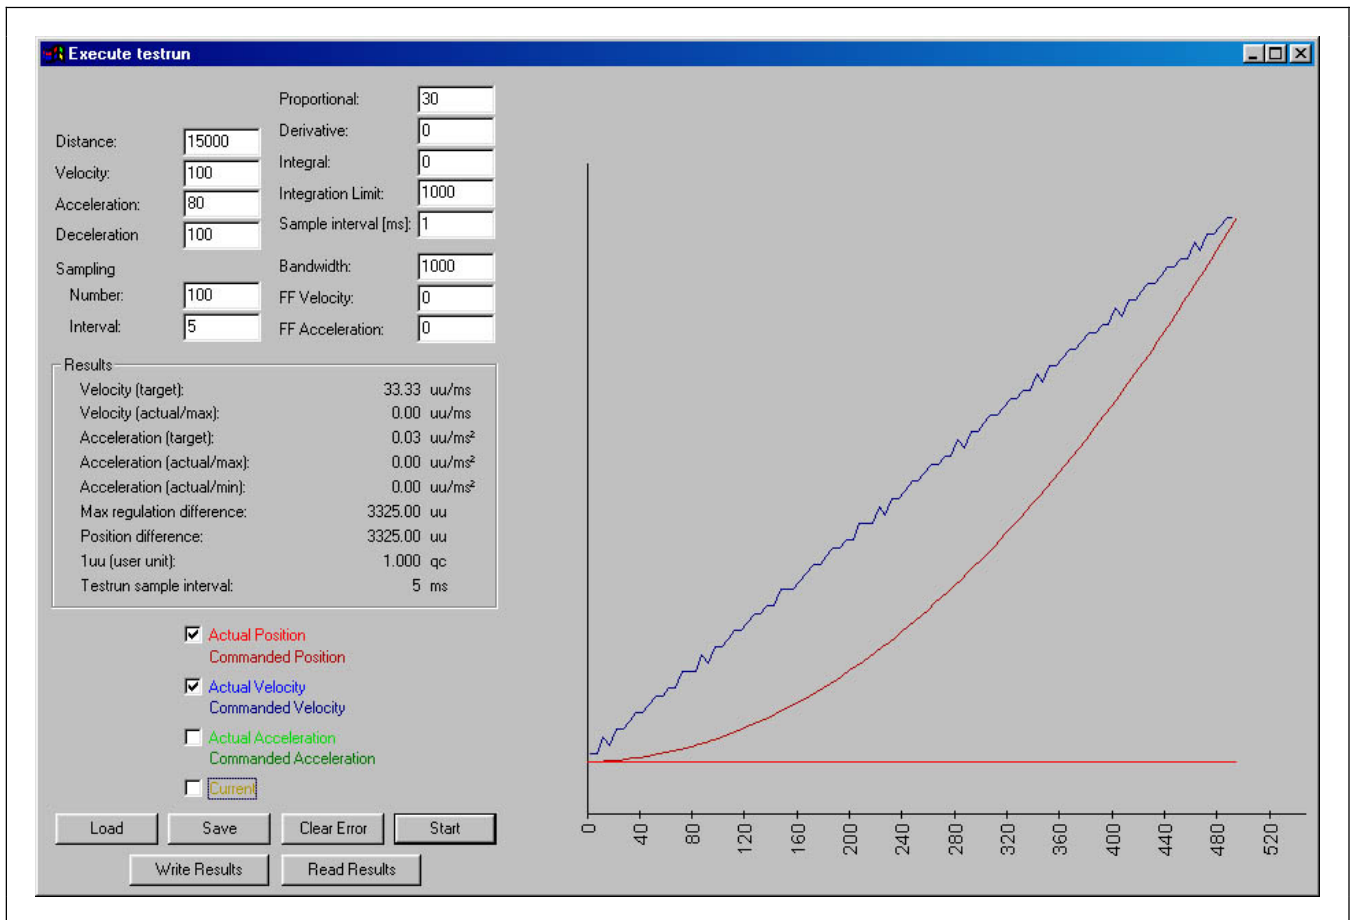 Execute testrun
Proportional: 30
Distance: 15000
Derivative: 0
Velocity: 100
Integral: 0
Acceleration: 80
Integration Limit: 1000
Deceleration 100
Sample interval [ms]: 1
Sampling
Bandwidth: 1000
Number: 100
FF Velocity: 0
Interval: 5
FF Acceleration: 0
Results
Velocity (target): 33.33 uu/ms
Velocity (actual/max): 0.00 uu/ms
Acceleration (target): 0.03 uu/ms²
Acceleration (actual/max): 0.00 uu/ms²
Acceleration (actual/min): 0.00 uu/ms²
Max regulation difference: 3325.00 uu
Position difference: 3325.00 uu
1uu (user unit): 1.000 qc
Testrun sample interval: 5 ms
Actual Position
Commanded Position
Actual Velocity
Commanded Velocity
Actual Acceleration
Commanded Acceleration
Current
Load Save Clear Error Start
Write Results Read Results
0 40 80 120 160 200 240 280 320 360 400 440 480 520